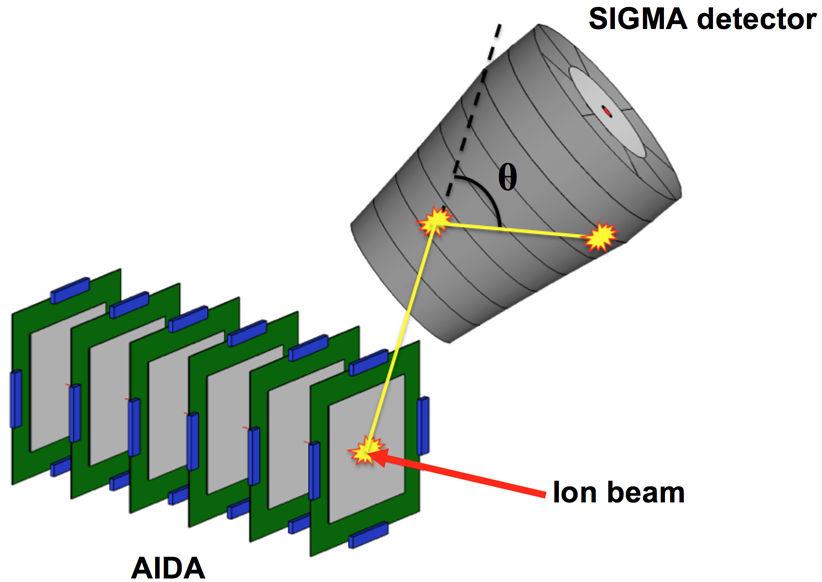 SIGMA detector
θ
Ion beam
AIDA